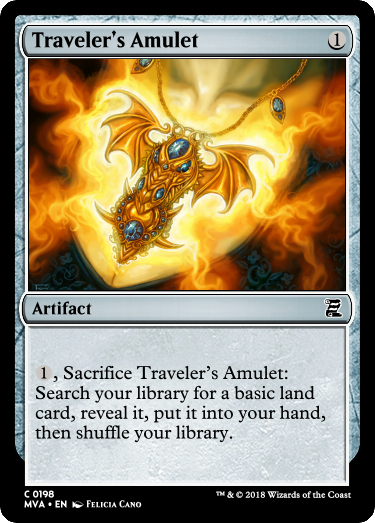 Traveler's Amulet 1
Artifact
1, Sacrifice Traveler's Amulet:
Search your library for a basic land
card, reveal it, put it into your hand,
then shuffle your library.
C 0198
MVA • EN Felicia Cano
™ & © 2018 Wizards of the Coast